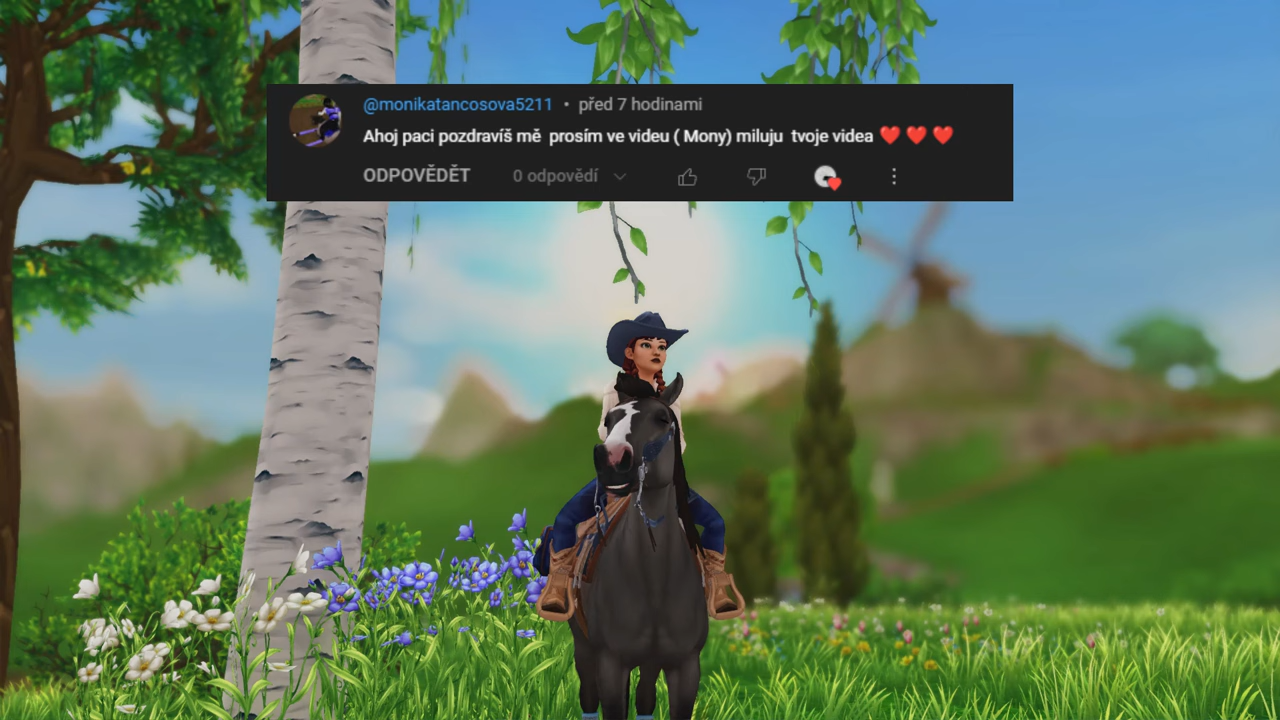 @monikatancosova5211 • před 7 hodinami
Ahoj paci pozdravíš mě prosím ve videu ( Mony) miluju tvoje videa ❤️ ❤️ ❤️
ODPOVĚDĚT 0 odpovědí